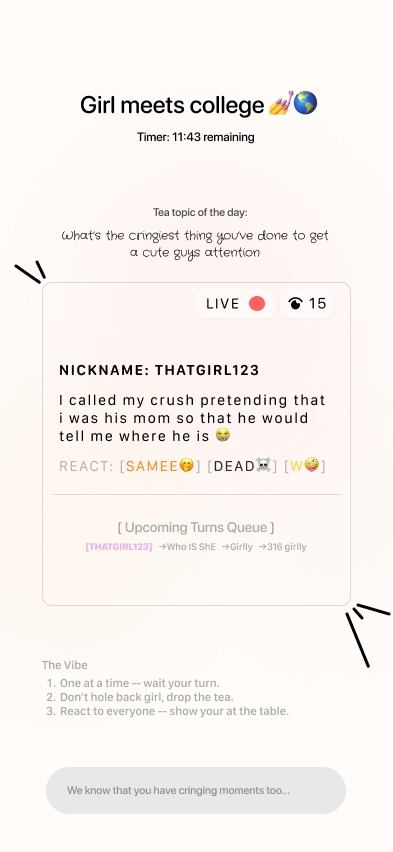 Girl meets college 💅🌎
Timer: 11:43 remaining
Tea topic of the day:
What's the cringiest thing you've done to get
a cute guys attention
LIVE 🔴 👁 15
NICKNAME: THATGIRL123
I called my crush pretending that
i was his mom so that he would
tell me where he is 😭
REACT: [SAMEE🤭] [DEAD☠️] [W🤪]
[ Upcoming Turns Queue ]
[THATGIRL123] →Who IS ShE →Girlly →316 girlly
The Vibe
1. One at a time -- wait your turn.
2. Don't hole back girl, drop the tea.
3. React to everyone -- show your at the table.
We know that you have cringing moments too...